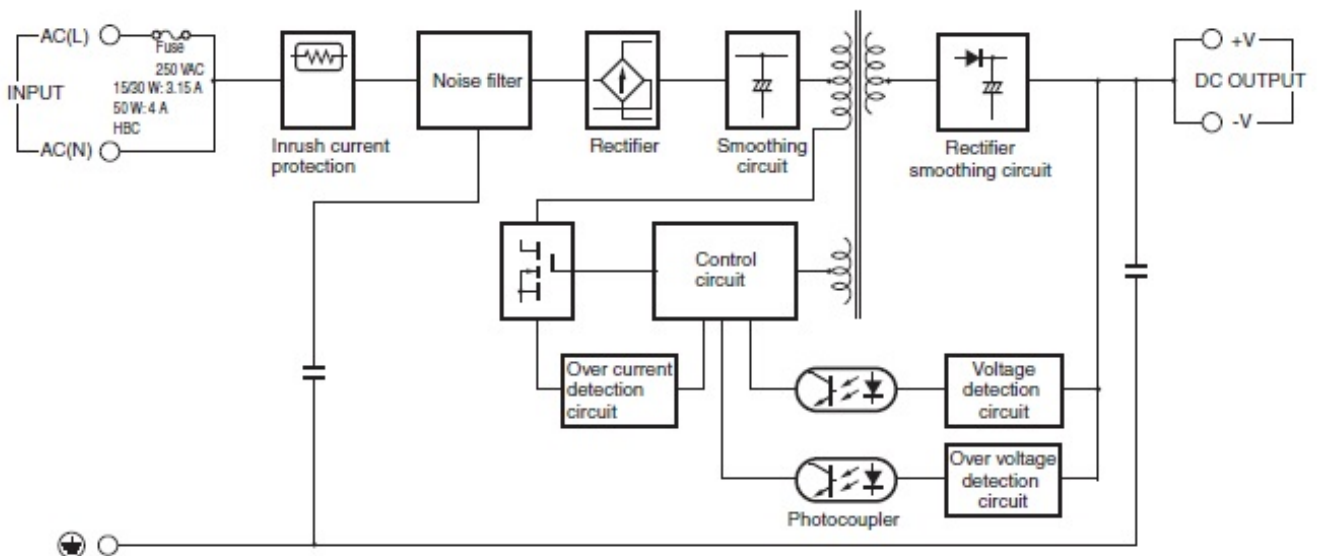 AC(L)
Fuse
250 VAC
15/30 W: 3.15 A
50 W: 4 A
HBC
INPUT
AC(N)
Inrush current
protection
Noise filter
Rectifier
Smoothing
circuit
Rectifier
smoothing circuit
+V
DC OUTPUT
-V
Control
circuit
Over current
detection
circuit
Voltage
detection
circuit
Over voltage
detection
circuit
Photocoupler